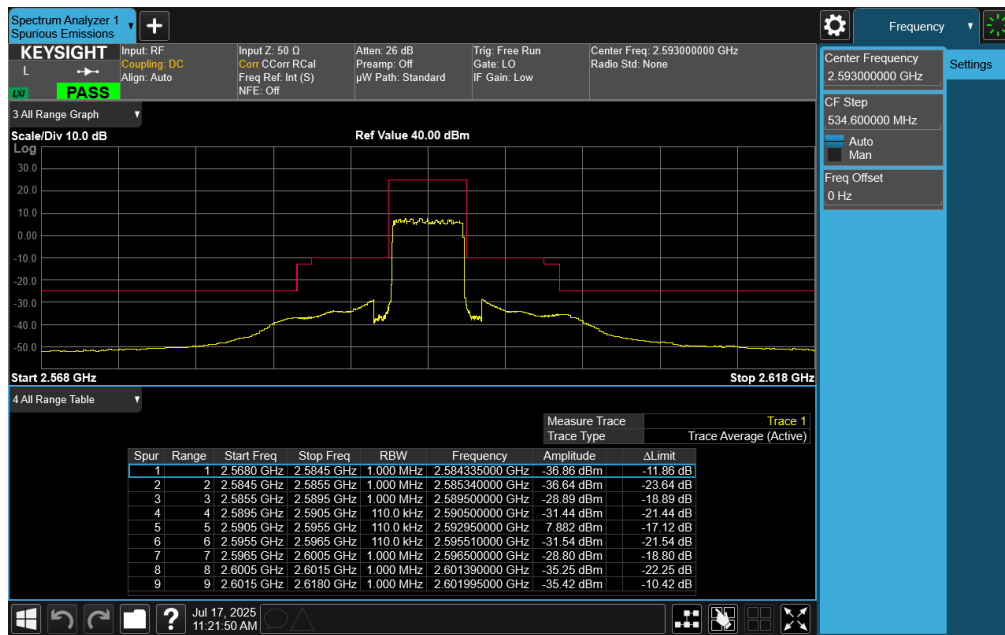 Spectrum Analyzer 1
Spurious Emissions
Frequency
KEYSIGHT
L
LXI
PASS
Input: RF
Coupling: DC
Align: Auto
Input Z: 50 Ω
Corr CCorr RCal
Freq Ref: Int (S)
NFE: Off
Atten: 26 dB
Preamp: Off
µW Path: Standard
Trig: Free Run
Gate: LO
IF Gain: Low
Center Freq: 2.593000000 GHz
Radio Std: None
Center Frequency
2.593000000 GHz
Settings
CF Step
534.600000 MHz
Auto
Man
Freq Offset
0 Hz
3 All Range Graph
Scale/Div 10.0 dB
Ref Value 40.00 dBm
Log
30.0
20.0
10.0
0.00
-10.0
-20.0
-30.0
-40.0
-50.0
Start 2.568 GHz
Stop 2.618 GHz
4 All Range Table
Measure Trace Trace 1
Trace Type Trace Average (Active)
Spur Range Start Freq Stop Freq RBW Frequency Amplitude ΔLimit
1 1 2.5680 GHz 2.5845 GHz 1.000 MHz 2.584335000 GHz -36.86 dBm -11.86 dB
2 2 2.5845 GHz 2.5855 GHz 1.000 MHz 2.585340000 GHz -36.64 dBm -23.64 dB
3 3 2.5855 GHz 2.5895 GHz 1.000 MHz 2.589500000 GHz -28.89 dBm -18.89 dB
4 4 2.5895 GHz 2.5905 GHz 110.0 kHz 2.590500000 GHz -31.44 dBm -21.44 dB
5 5 2.5905 GHz 2.5955 GHz 110.0 kHz 2.592950000 GHz 7.882 dBm -17.12 dB
6 6 2.5955 GHz 2.5965 GHz 110.0 kHz 2.595510000 GHz -31.54 dBm -21.54 dB
7 7 2.5965 GHz 2.6005 GHz 1.000 MHz 2.596500000 GHz -28.80 dBm -18.80 dB
8 8 2.6005 GHz 2.6015 GHz 1.000 MHz 2.601390000 GHz -35.25 dBm -22.25 dB
9 9 2.6015 GHz 2.6180 GHz 1.000 MHz 2.601995000 GHz -35.42 dBm -10.42 dB
?
Jul 17, 2025
11:21:50 AM